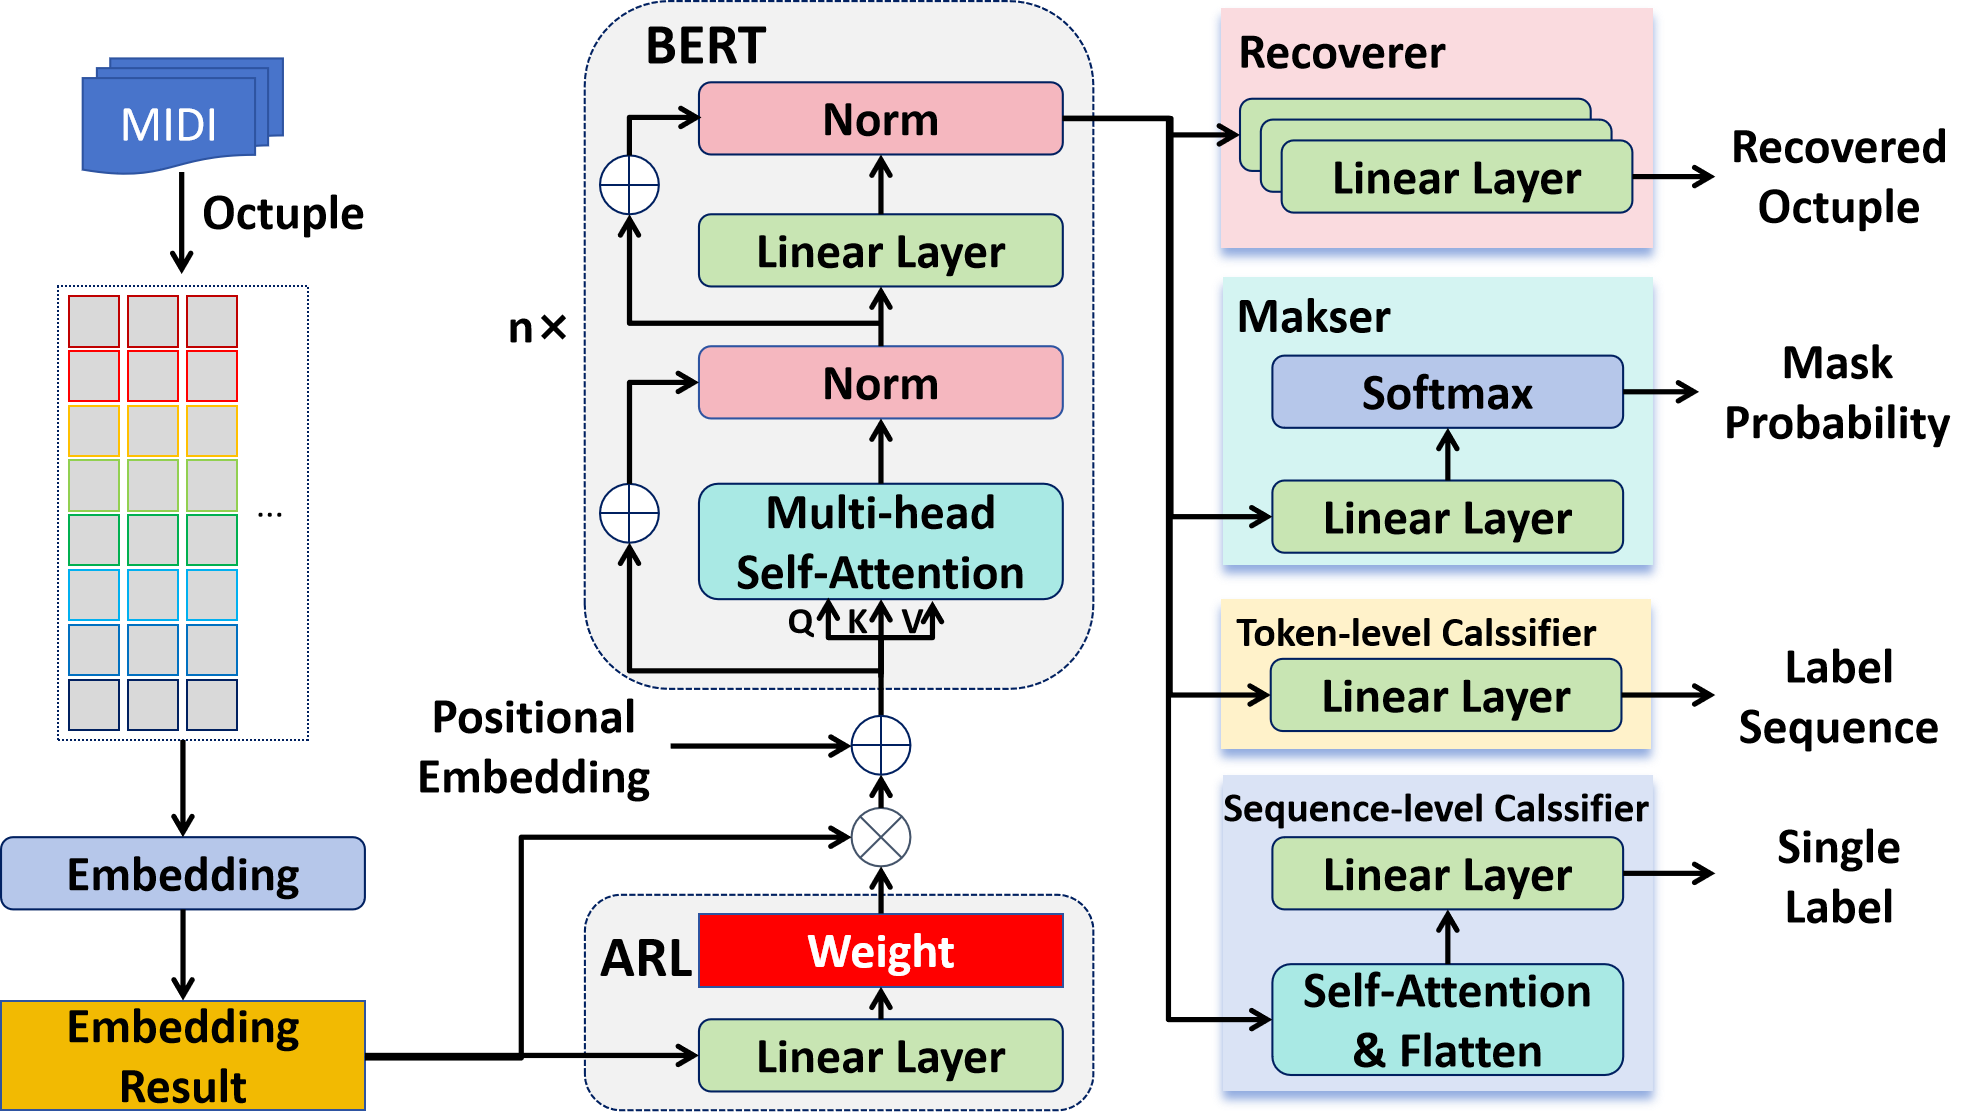 MIDI
Octuple
...
Embedding
Embedding
Result
BERT
Norm
Linear Layer
n×
Norm
Multi-head
Self-Attention
Q K V
Positional
Embedding
ARL
Weight
Linear Layer
Recoverer
Linear Layer
Recovered
Octuple
Makser
Softmax
Linear Layer
Mask
Probability
Token-level Calssifier
Linear Layer
Label
Sequence
Sequence-level Calssifier
Linear Layer
Self-Attention
& Flatten
Single
Label